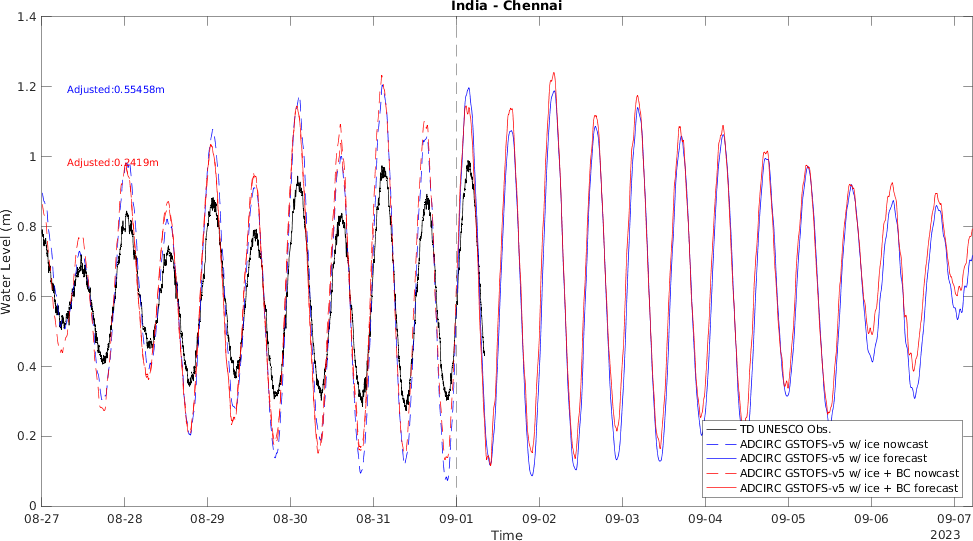 India - Chennai
1.4
1.2
1
0.8
0.6
0.4
0.2
0
Water Level (m)
Adjusted:0.55458m
Adjusted:0.2419m
TD UNESCO Obs.
ADCIRC GSTOFS-v5 w/ ice nowcast
ADCIRC GSTOFS-v5 w/ ice forecast
ADCIRC GSTOFS-v5 w/ ice + BC nowcast
ADCIRC GSTOFS-v5 w/ ice + BC forecast
08-27 08-28 08-29 08-30 08-31 09-01 09-02 09-03 09-04 09-05 09-06 09-07
Time
2023